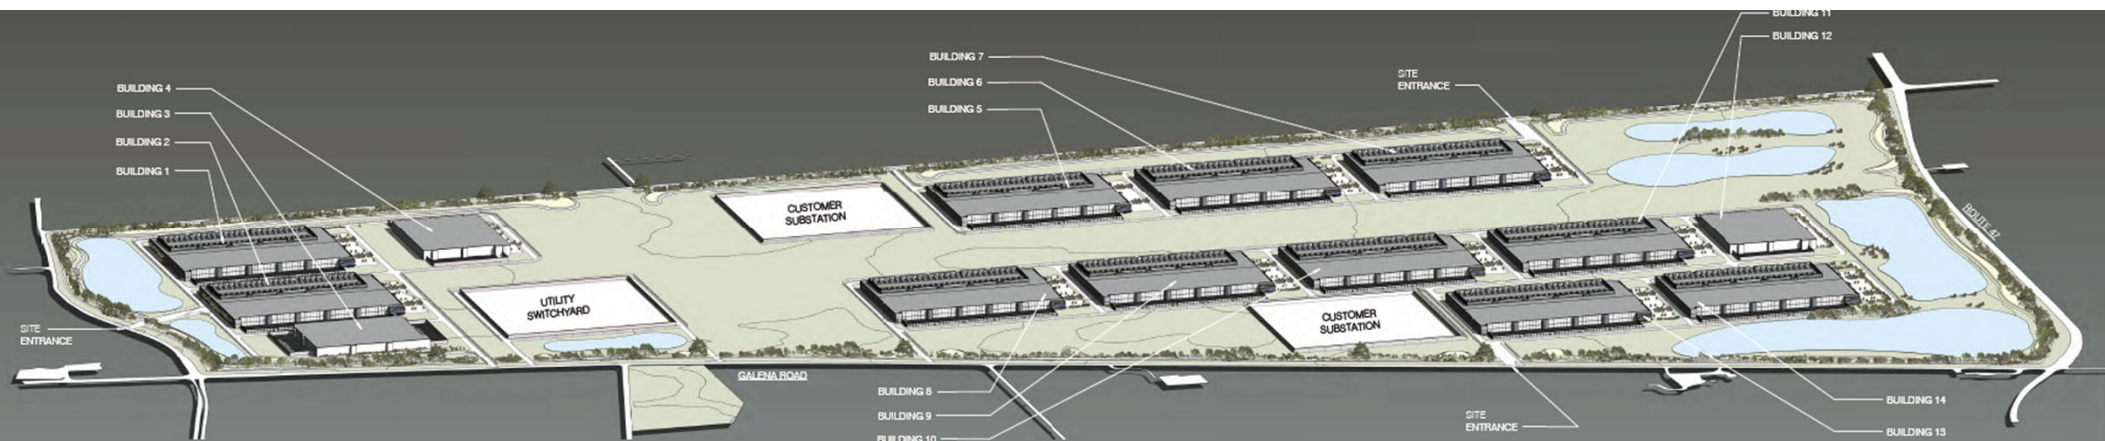 BUILDING 4
BUILDING 3
BUILDING 2
BUILDING 1
SITE
ENTRANCE
UTILITY
SWITCHYARD
CUSTOMER
SUBSTATION
BUILDING 7
BUILDING 6
BUILDING 5
SITE
ENTRANCE
BUILDING 11
BUILDING 12
ROUTE 47
CUSTOMER
SUBSTATION
GALENA ROAD
BUILDING 8
BUILDING 9
BUILDING 10
SITE
ENTRANCE
BUILDING 14
BUILDING 13